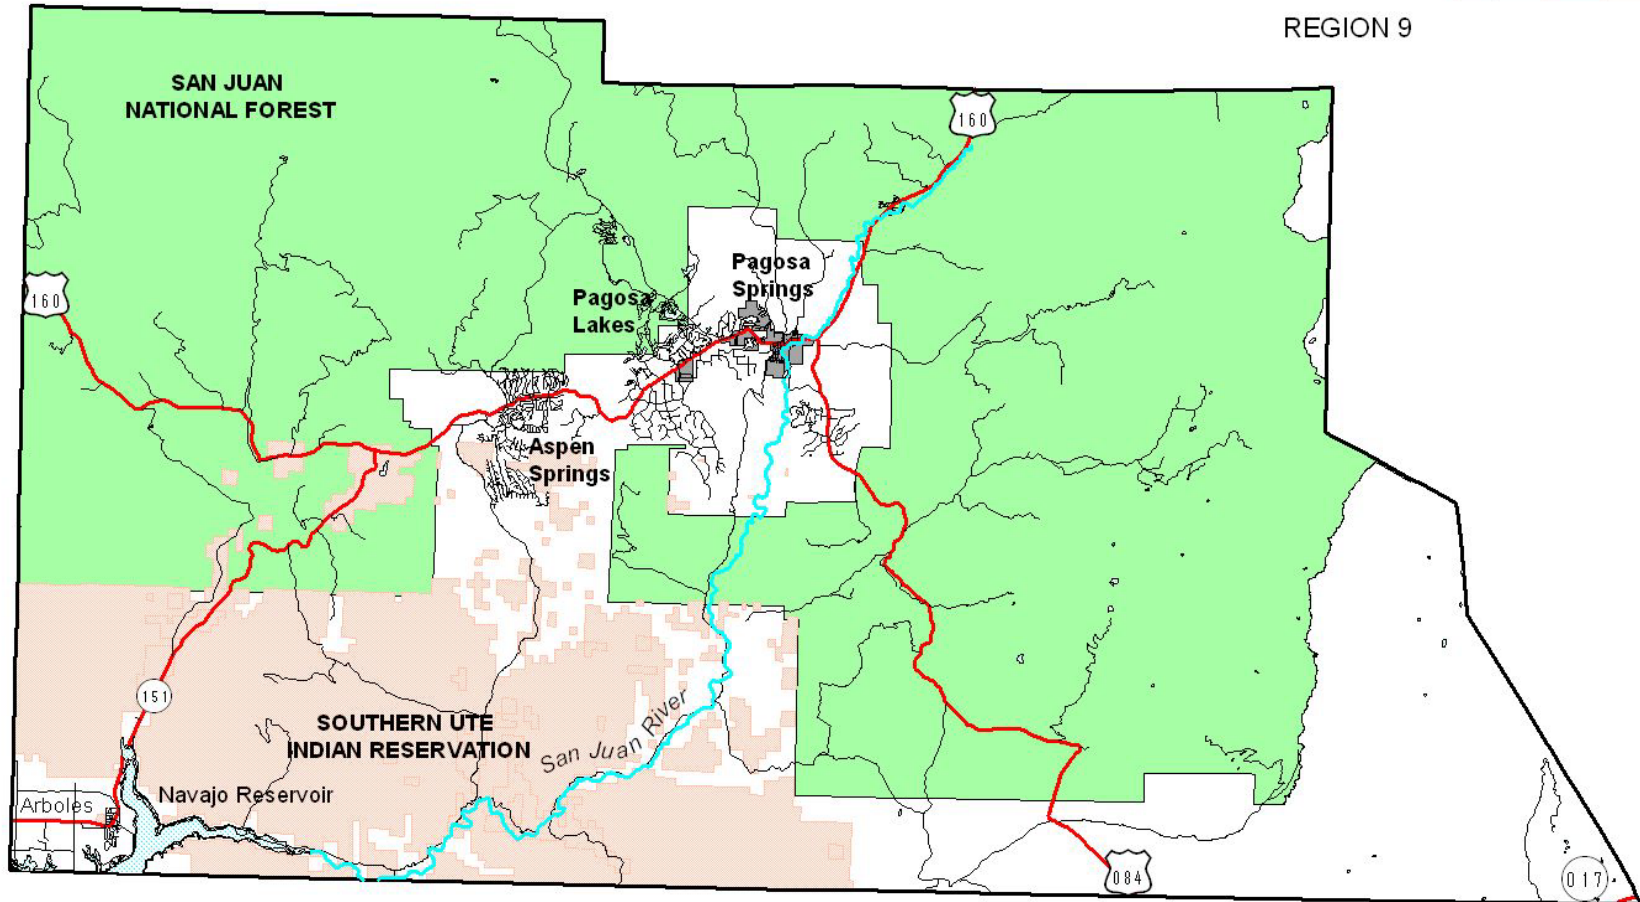 REGION 9
SAN JUAN
NATIONAL FOREST
160
160
Pagosa
Springs
Pagosa
Lakes
Aspen
Springs
151
SOUTHERN UTE
INDIAN RESERVATION
San Juan River
Navajo Reservoir
Arboles
084
017